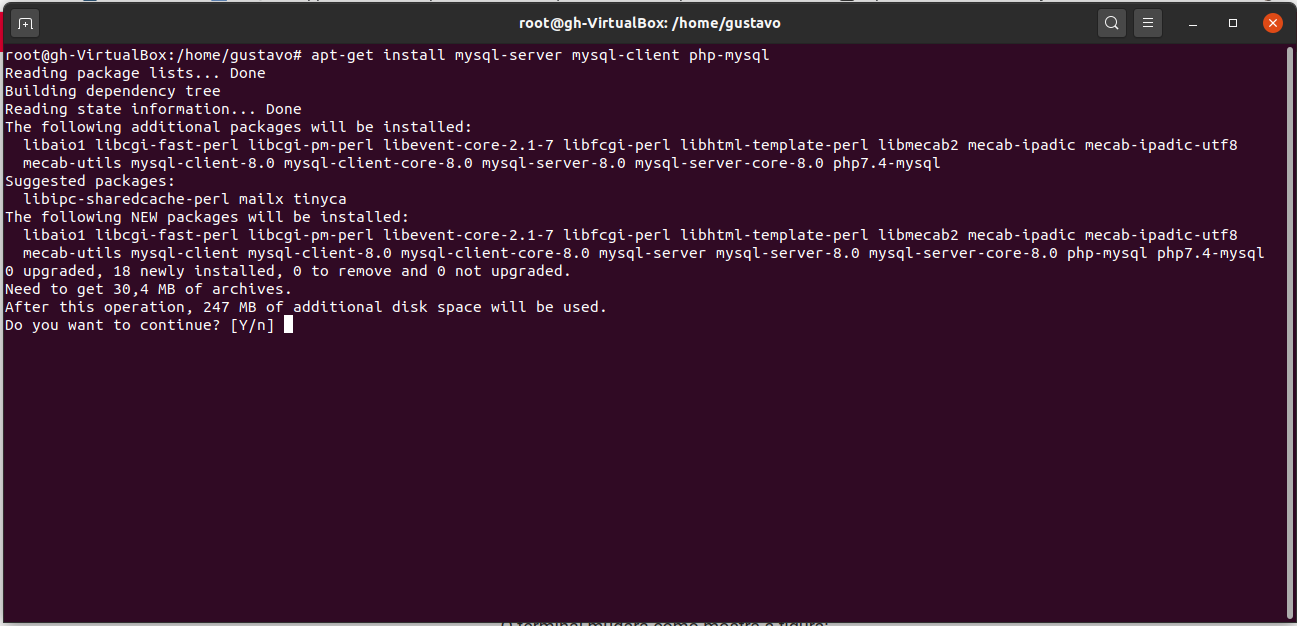 root@gh-VirtualBox: /home/gustavo
root@gh-VirtualBox:/home/gustavo# apt-get install mysql-server mysql-client php-mysql
Reading package lists... Done
Building dependency tree
Reading state information... Done
The following additional packages will be installed:
  libaio1 libcgi-fast-perl libcgi-pm-perl libevent-core-2.1-7 libfcgi-perl libhtml-template-perl libmecab2 mecab-ipadic mecab-ipadic-utf8
  mecab-utils mysql-client-8.0 mysql-client-core-8.0 mysql-server-8.0 mysql-server-core-8.0 php7.4-mysql
Suggested packages:
  libipc-sharedcache-perl mailx tinyca
The following NEW packages will be installed:
  libaio1 libcgi-fast-perl libcgi-pm-perl libevent-core-2.1-7 libfcgi-perl libhtml-template-perl libmecab2 mecab-ipadic mecab-ipadic-utf8
  mecab-utils mysql-client mysql-client-8.0 mysql-client-core-8.0 mysql-server mysql-server-8.0 mysql-server-core-8.0 php-mysql php7.4-mysql
0 upgraded, 18 newly installed, 0 to remove and 0 not upgraded.
Need to get 30,4 MB of archives.
After this operation, 247 MB of additional disk space will be used.
Do you want to continue? [Y/n]